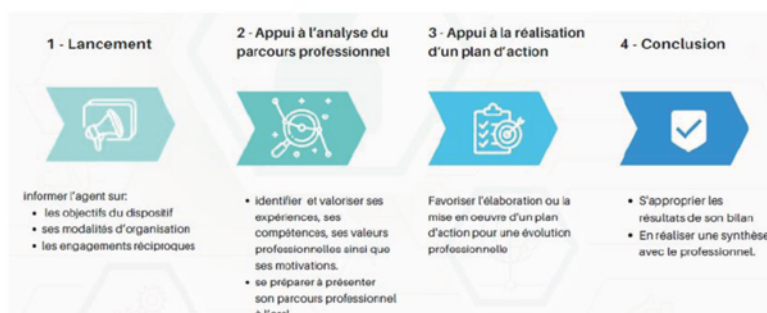 1 - Lancement
informer l'agent sur:
• les objectifs du dispositif
• ses modalités d'organisation
• les engagements réciproques
2 - Appui à l'analyse du
parcours professionnel
• identifier et valoriser ses
expériences, ses
compétences, ses valeurs
professionnelles ainsi que
ses motivations.
• se préparer à présenter
son parcours professionnel
3 - Appui à la réalisation
d'un plan d'action
Favoriser l'élaboration ou la
mise en oeuvre d'un plan
d'action pour une évolution
professionnelle
4 - Conclusion
• S'approprier les
résultats de son bilan
• En réaliser une synthèse
avec le professionnel.